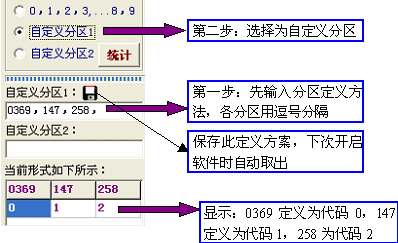 0，1，2，3，...8，9
自定义分区1
自定义分区2
统计
第二步：选择为自定义分区
自定义分区1：
0369，147，258，
第一步：先输入分区定义方
法，各分区用逗号分隔
自定义分区2：
保存此定义方案，下次开启
软件时自动取出
当前形式如下所示：
0369 147 258
0 1 2
显示：0369 定义为代码 0，147
定义为代码 1，258 为代码 2